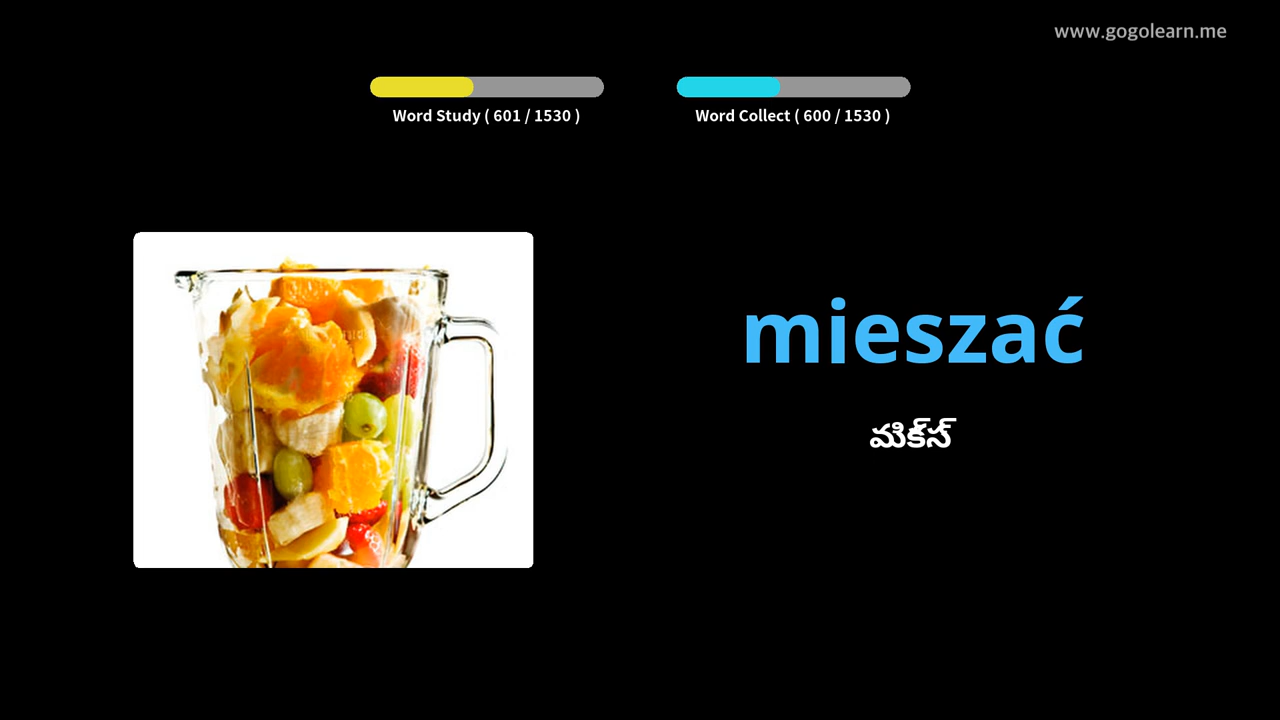 www.gogolearn.me
Word Study ( 601 / 1530 )
Word Collect ( 600 / 1530 )
mieszać
మిక్స్